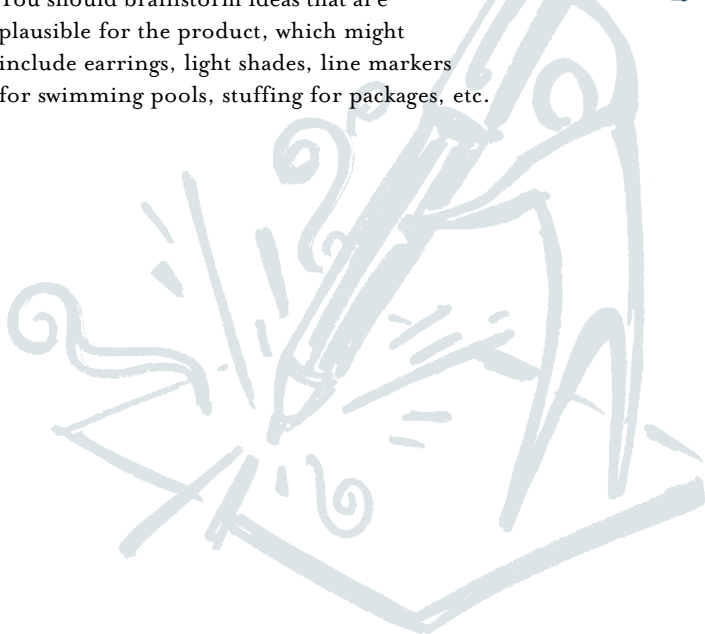 You should brainstorm ideas that are
plausible for the product, which might
include earrings, light shades, line markers
for swimming pools, stuffing for packages, etc.